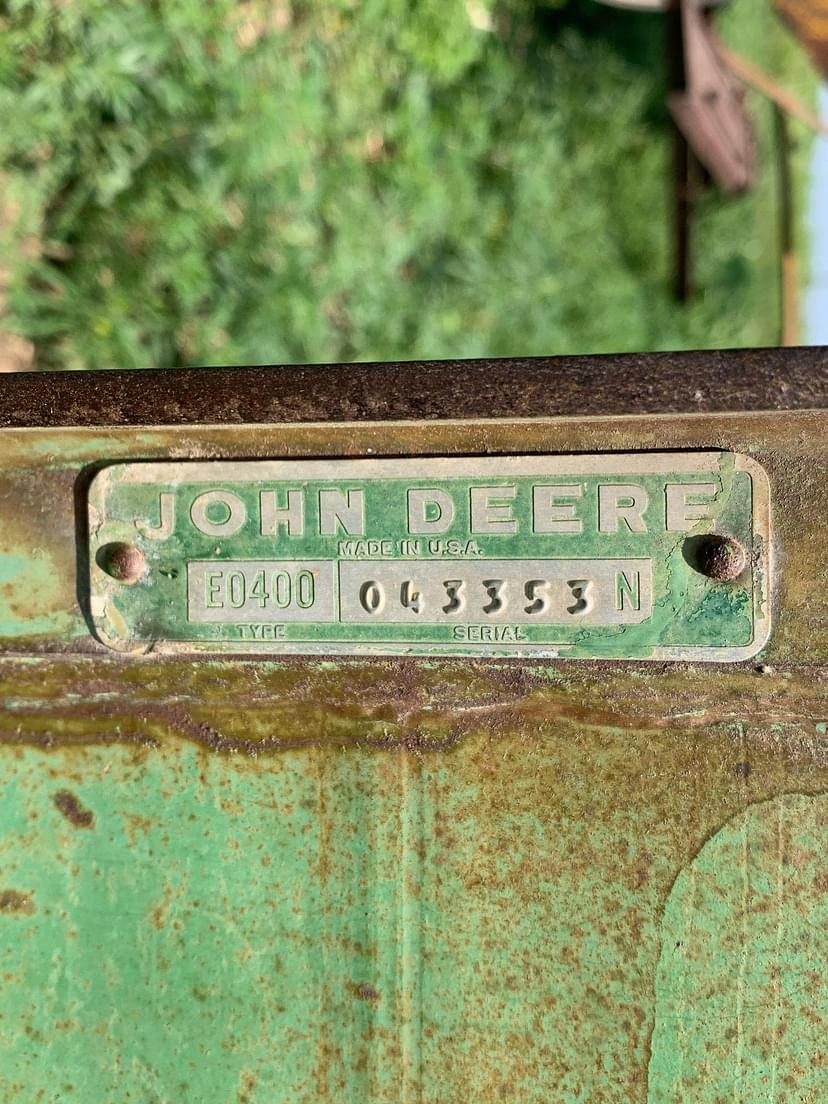 JOHN DEERE
MADE IN U.S.A.
E0400 043353 N
TYPE SERIAL